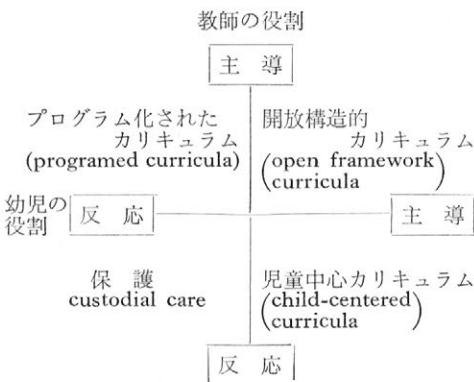 教師の役割
主 導
プログラム化された
カリキュラム
(programed curricula)
開放構造的
カリキュラム
(open framework)
curricula
幼児の
役割
反 応
主 導
保 護
custodial care
児童中心カリキュラム
(child-centered)
curricula
反 応